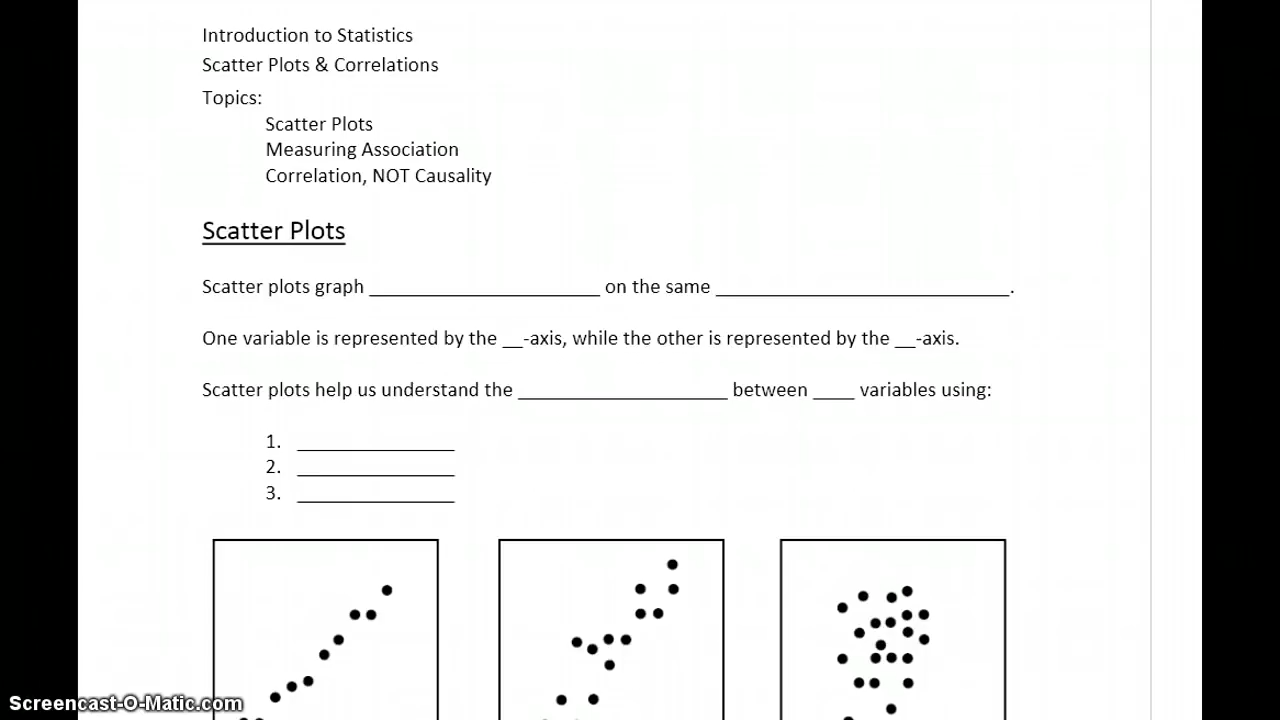 Introduction to Statistics
Scatter Plots & Correlations
Topics:
Scatter Plots
Measuring Association
Correlation, NOT Causality
Scatter Plots
Scatter plots graph ______________________ on the same ____________________________.
One variable is represented by the __-axis, while the other is represented by the __-axis.
Scatter plots help us understand the ____________________ between ____ variables using:
1. _______________
2. _______________
3. _______________
Screencast-O-Matic.com